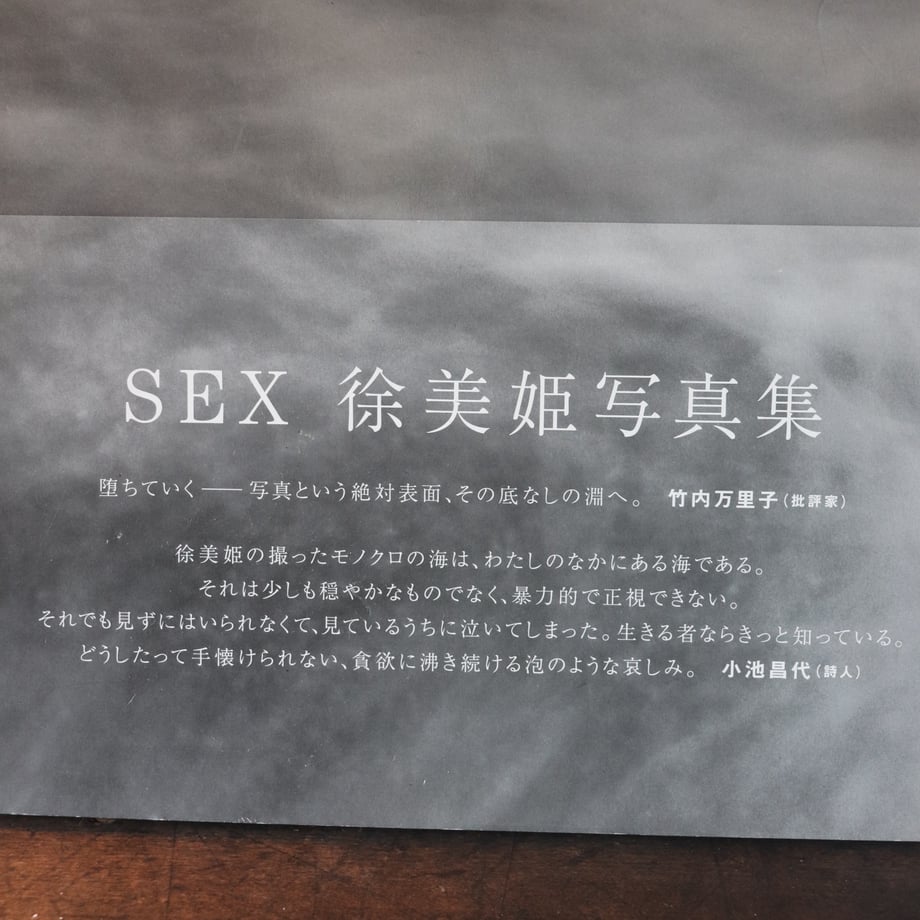 SEX 徐美姫写真集
堕ちていく――写真という絶対表面、その底なしの淵へ。 竹内万里子（批評家）
徐美姫の撮ったモノクロの海は、わたしのなかにある海である。
それは少しも穏やかなものでなく、暴力的で正視できない。
それでも見ずにはいられなくて、見ているうちに泣いてしまった。生きる者ならきっと知っている。
どうしたって手懐けられない、貪欲に沸き続ける泡のような哀しみ。 小池昌代（詩人）